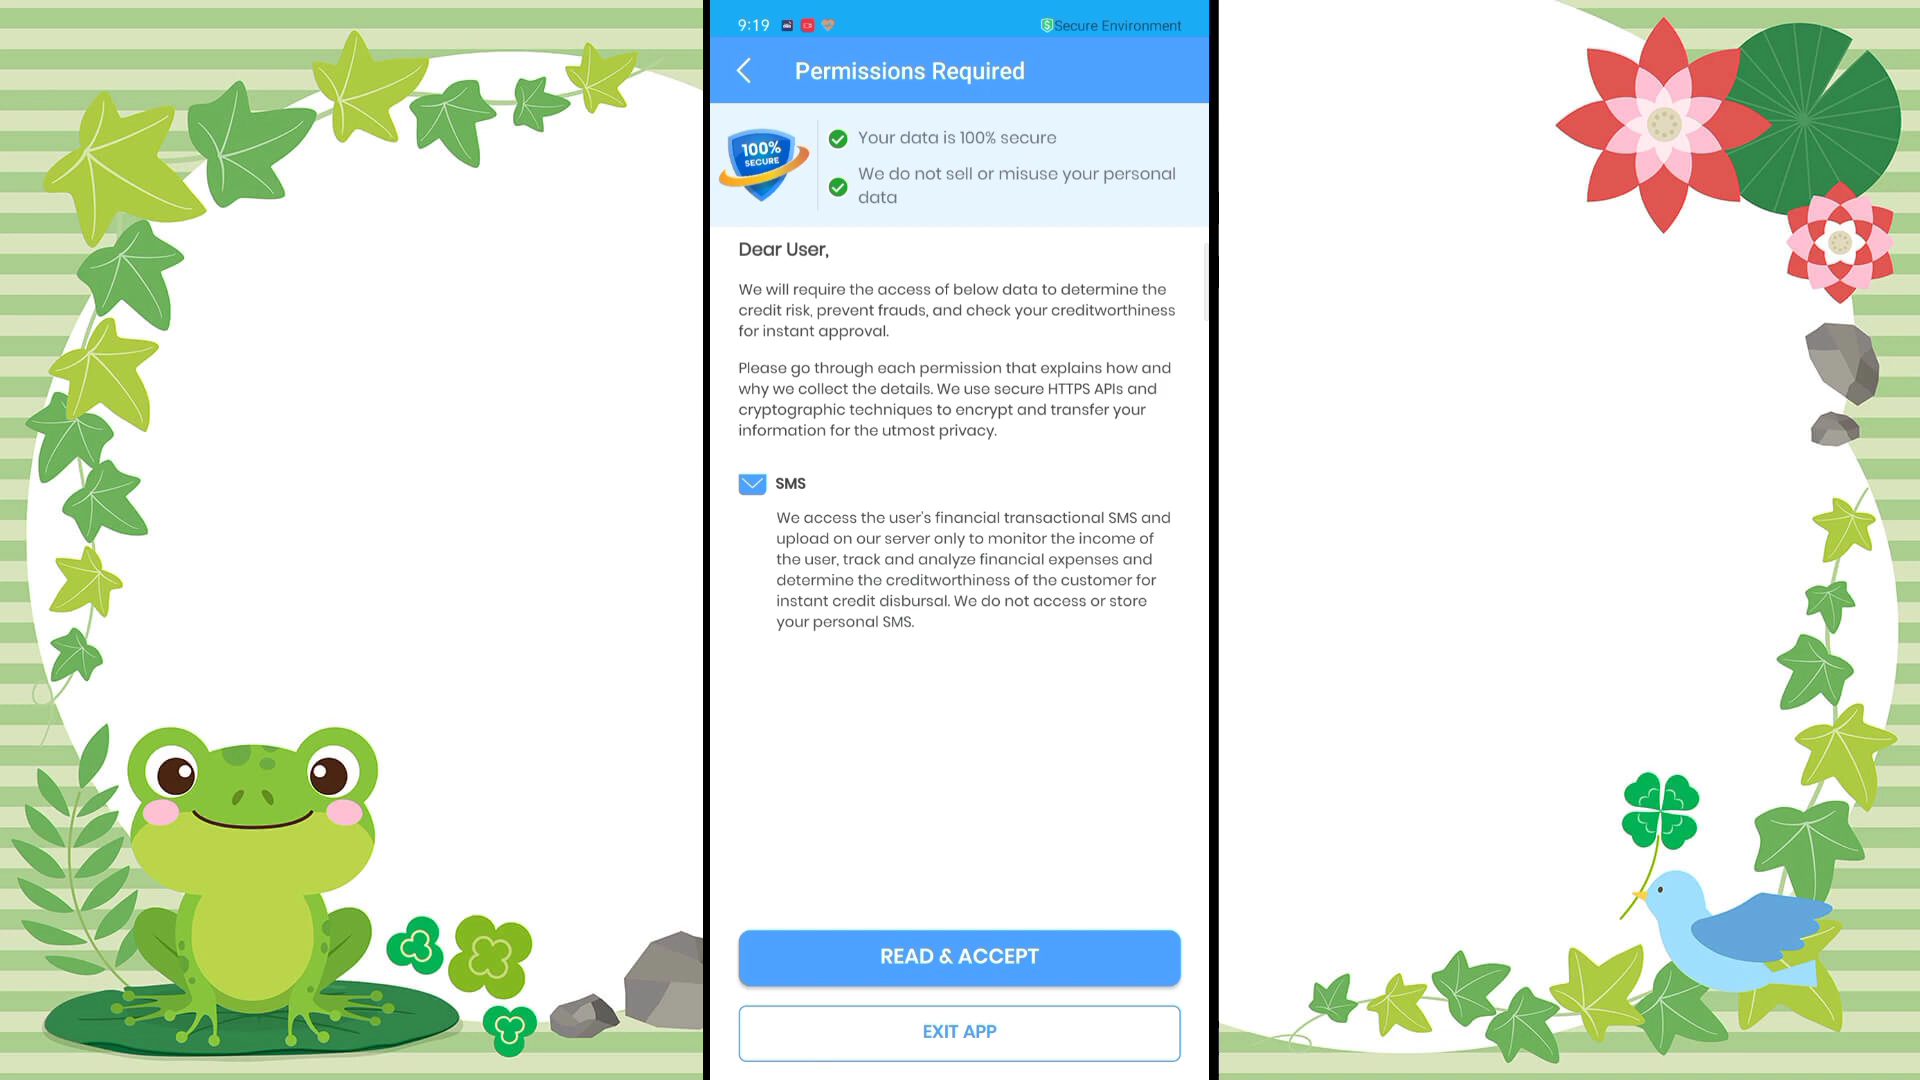 9:19
Secure Environment
Permissions Required
100%
SECURE
Your data is 100% secure
We do not sell or misuse your personal
data
Dear User,
We will require the access of below data to determine the
credit risk, prevent frauds, and check your creditworthiness
for instant approval.
Please go through each permission that explains how and
why we collect the details. We use secure HTTPS APIs and
cryptographic techniques to encrypt and transfer your
information for the utmost privacy.
SMS
We access the user's financial transactional SMS and
upload on our server only to monitor the income of
the user, track and analyze financial expenses and
determine the creditworthiness of the customer for
instant credit disbursal. We do not access or store
your personal SMS.
READ & ACCEPT
EXIT APP